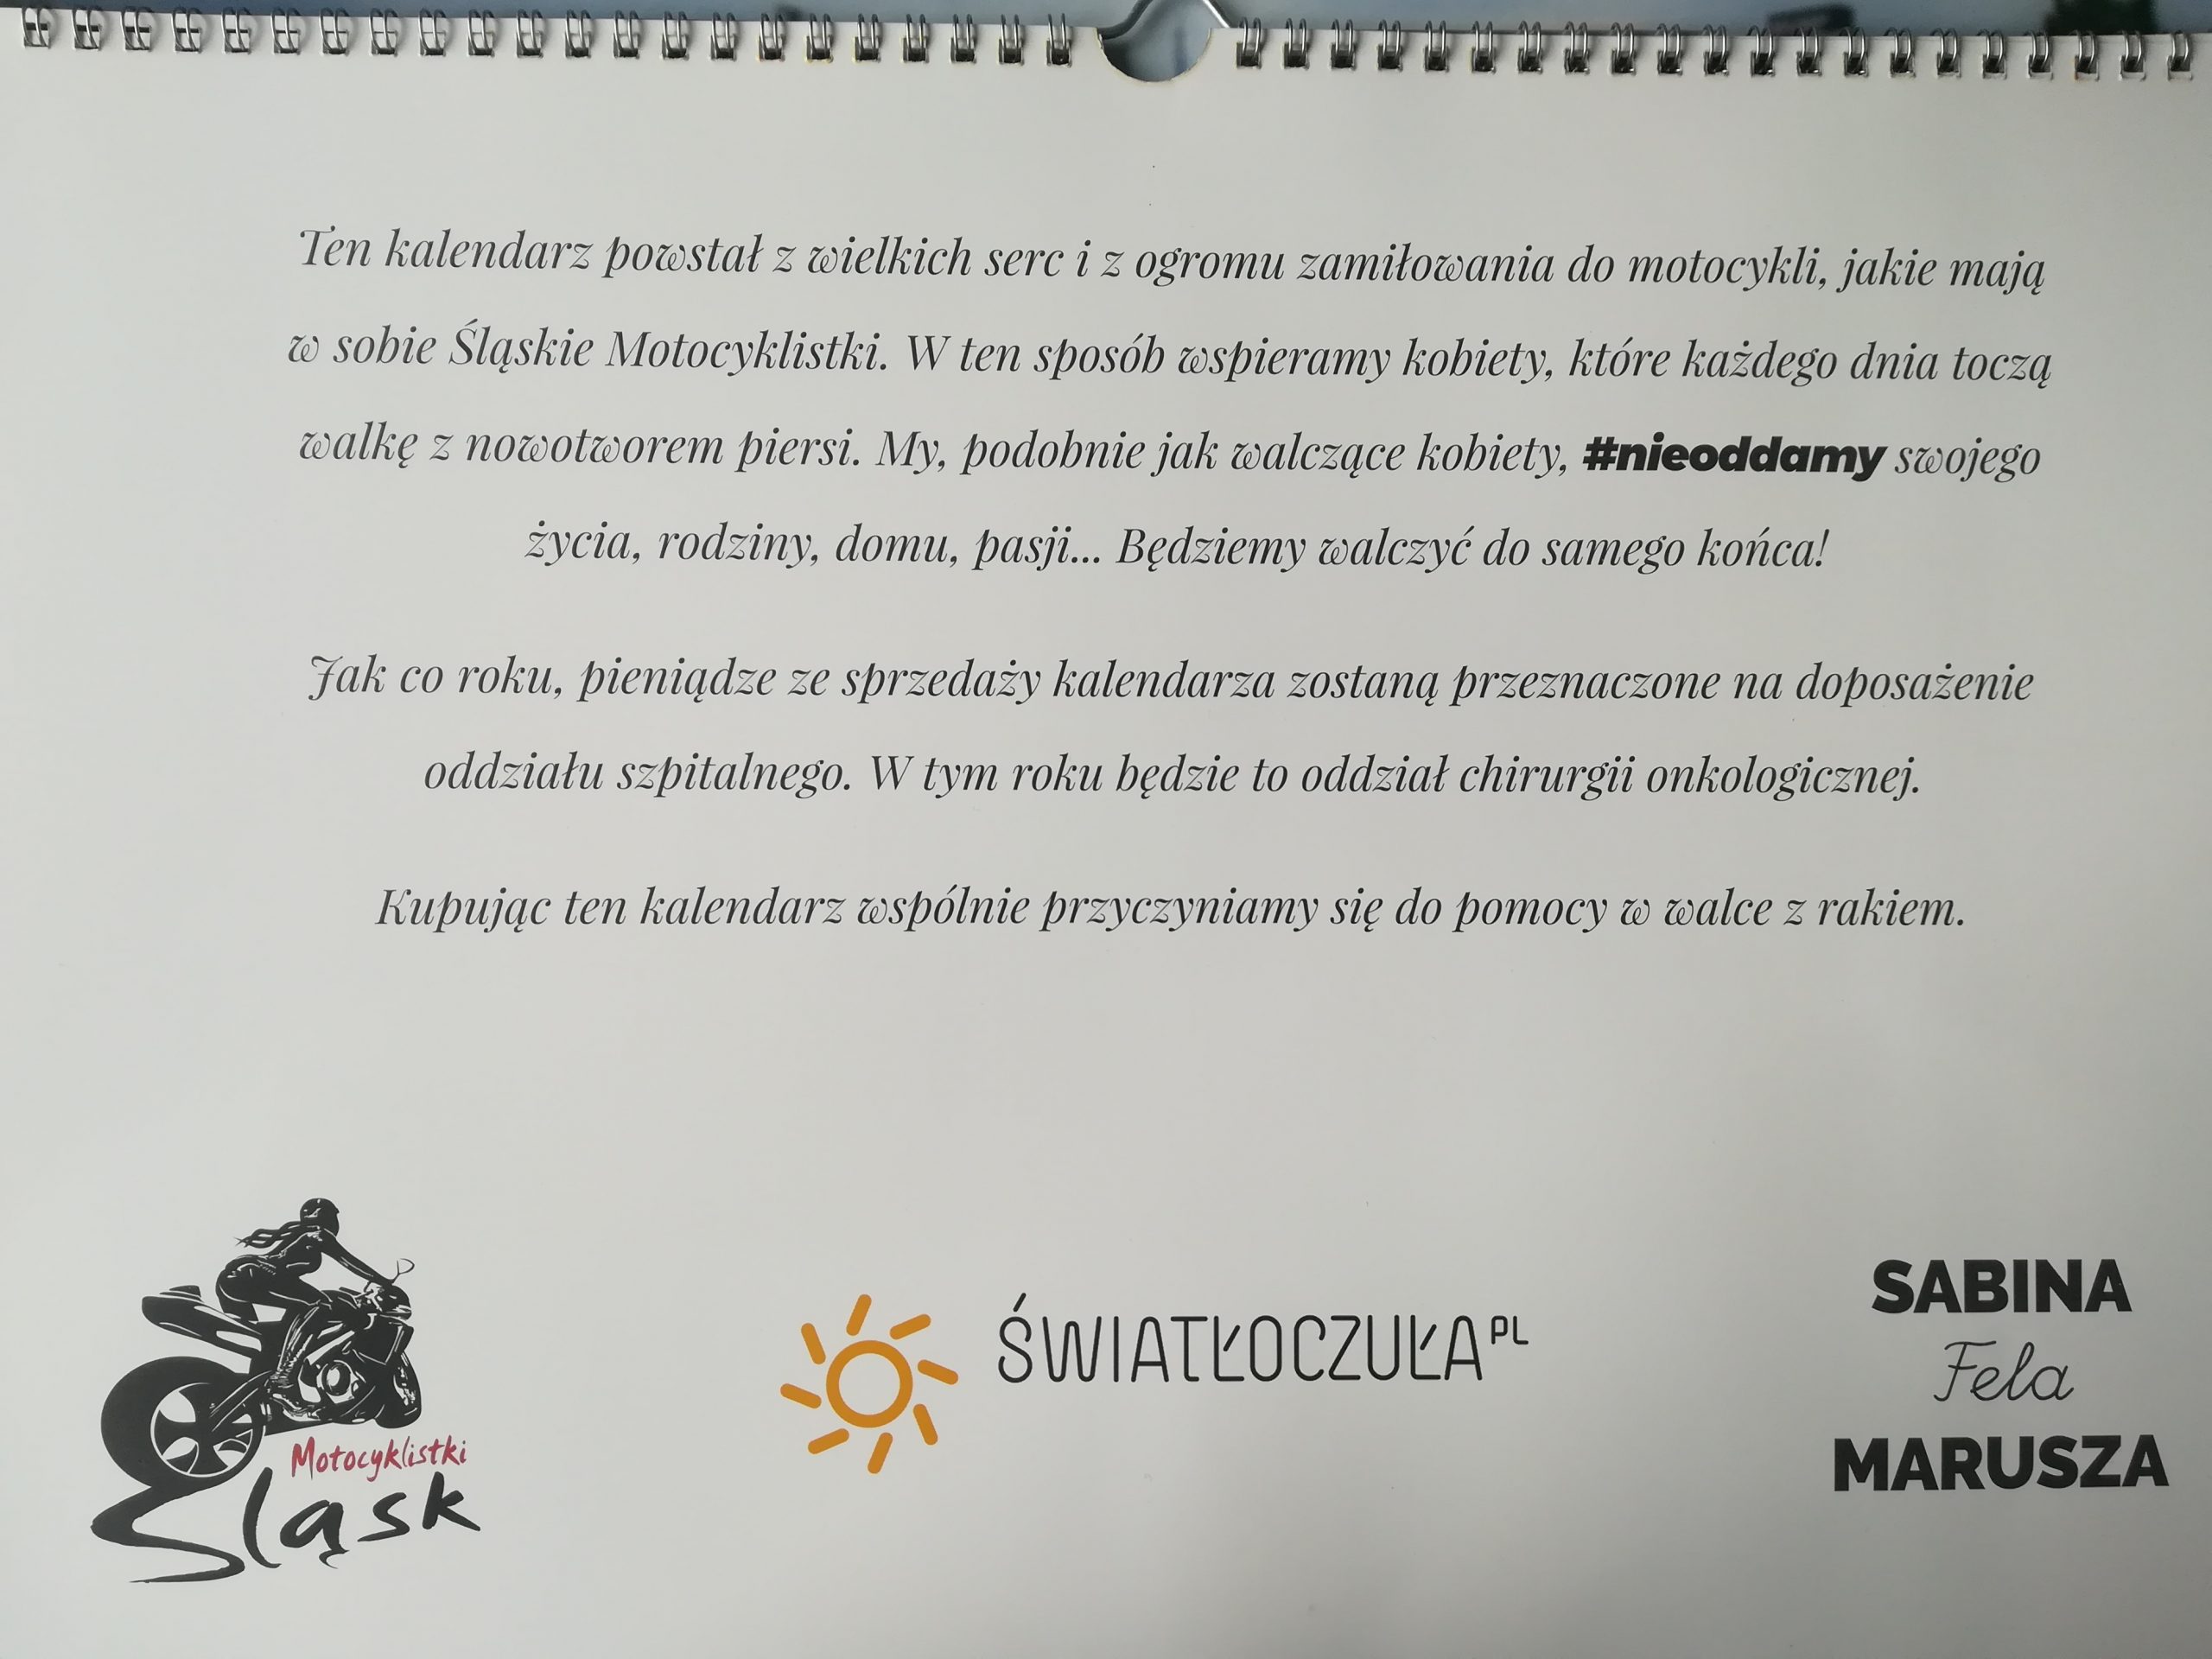 Ten kalendarz powstał z wielkich serc i z ogromu zamiłowania do motocykli, jakie mają
w sobie Śląskie Motocyklistki. W ten sposób wspieramy kobiety, które każdego dnia toczą
walkę z nowotworem piersi. My, podobnie jak walczące kobiety, #nieoddamy swojego
życia, rodziny, domu, pasji... Będziemy walczyć do samego końca!
Jak co roku, pieniądze ze sprzedaży kalendarza zostaną przeznaczone na doposażenie
oddziału szpitalnego. W tym roku będzie to oddział chirurgii onkologicznej.
Kupując ten kalendarz wspólnie przyczyniamy się do pomocy w walce z rakiem.
Motocyklistki
Śląsk
ŚWIATŁOCZUŁA PL
SABINA
Fela
MARUSZA